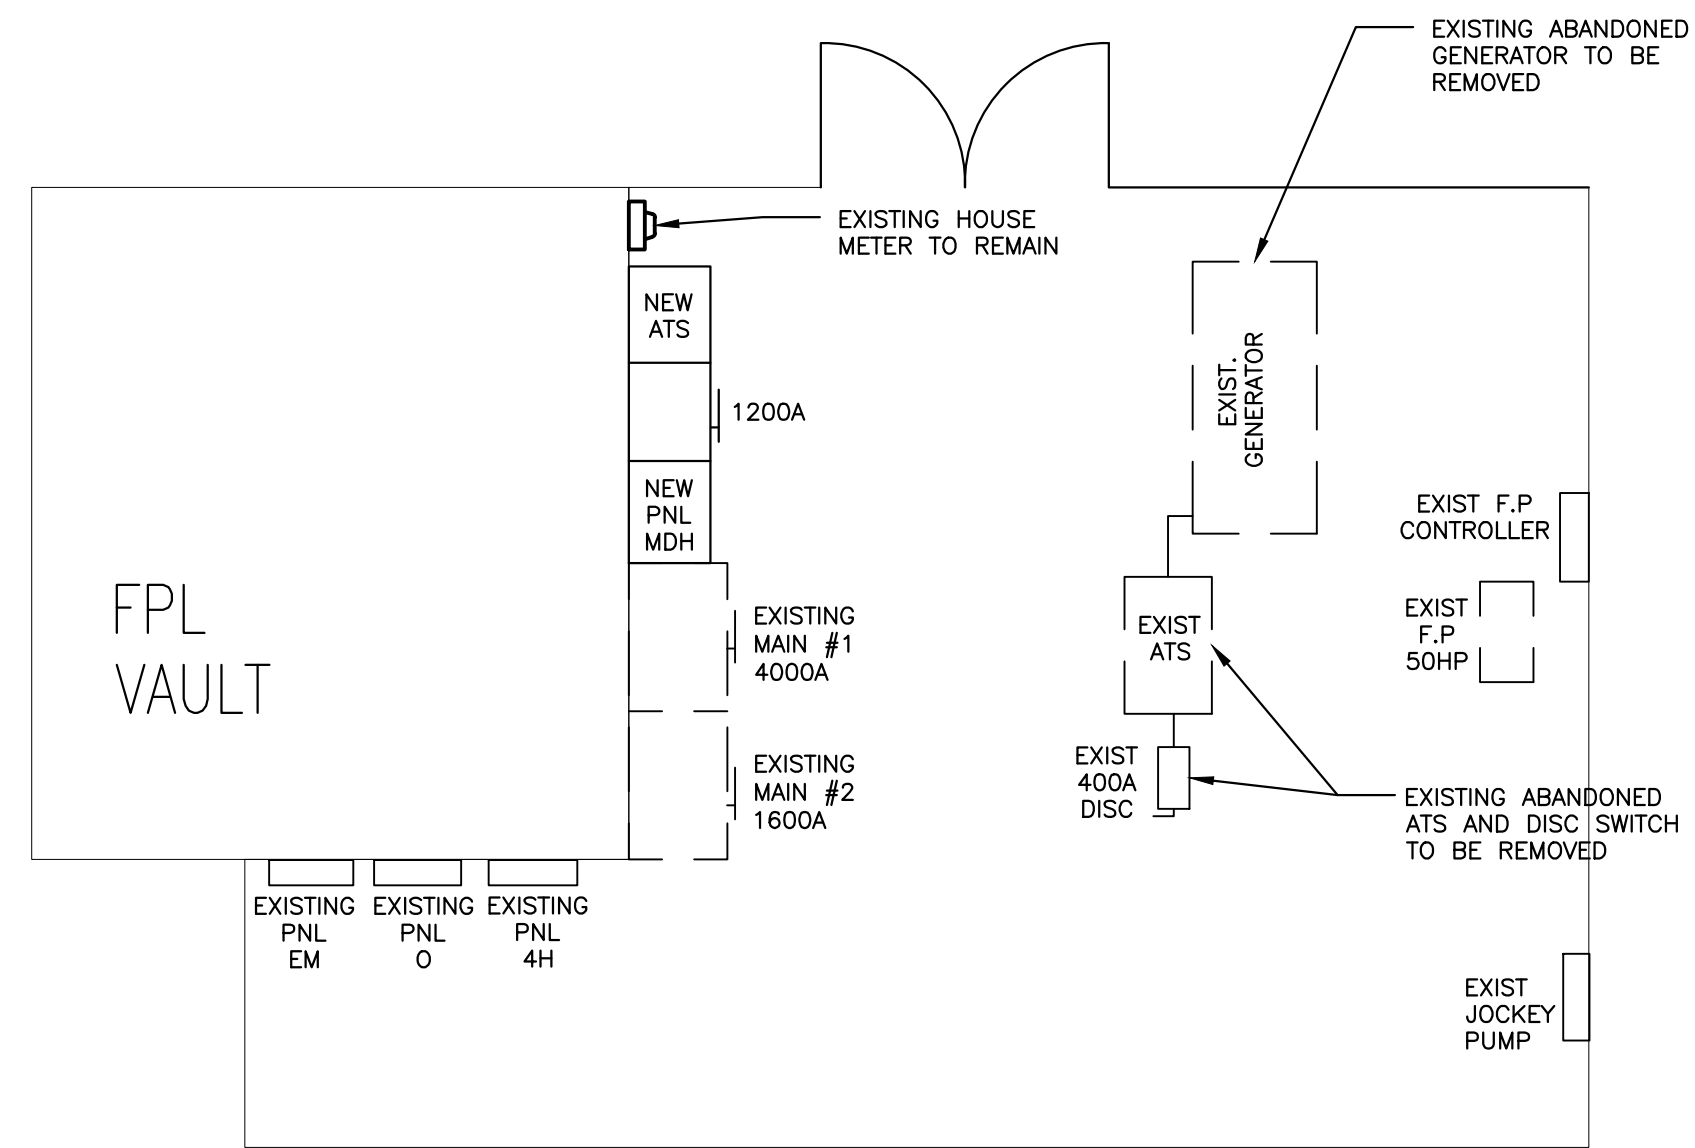 EXISTING ABANDONED
GENERATOR TO BE
REMOVED
EXISTING HOUSE
METER TO REMAIN
NEW
ATS
1200A
NEW
PNL
MDH
EXIST.
GENERATOR
EXIST F.P
CONTROLLER
FPL
VAULT
EXISTING
MAIN #1
4000A
EXIST
ATS
EXIST
F.P
50HP
EXISTING
MAIN #2
1600A
EXIST
400A
DISC
EXISTING ABANDONED
ATS AND DISC SWITCH
TO BE REMOVED
EXISTING
PNL
EM
EXISTING
PNL
O
EXISTING
PNL
4H
EXIST
JOCKEY
PUMP